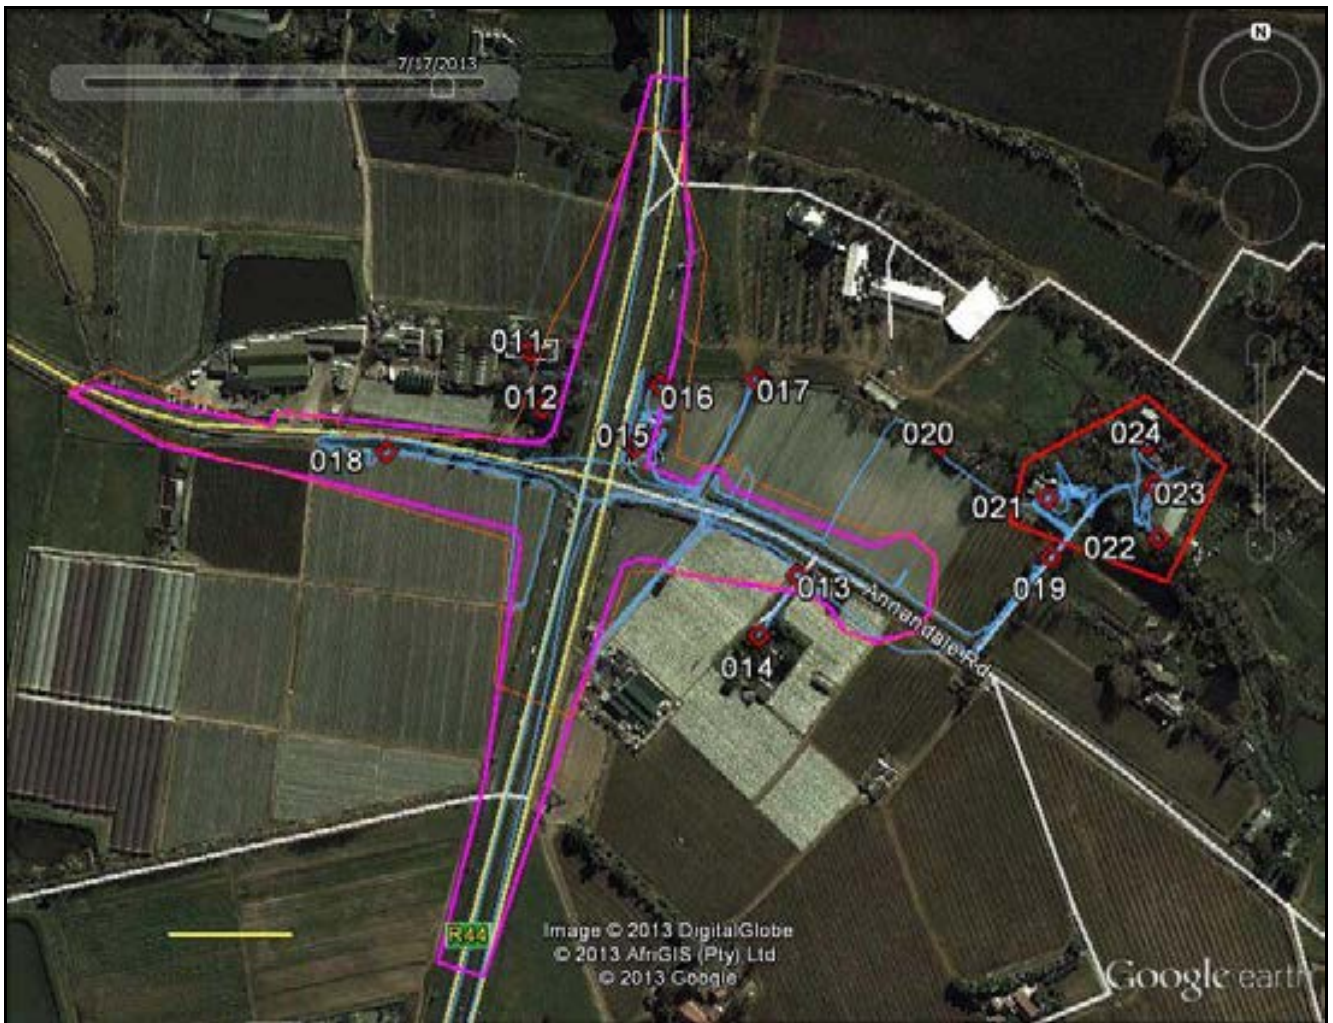 N
7/17/2013
011
012
016
017
015
018
020
024
021
023
022
013
019
014
Annandale Rd
R44
Image © 2013 DigitalGlobe
© 2013 AfriGIS (Pty) Ltd
© 2013 Google
Google earth